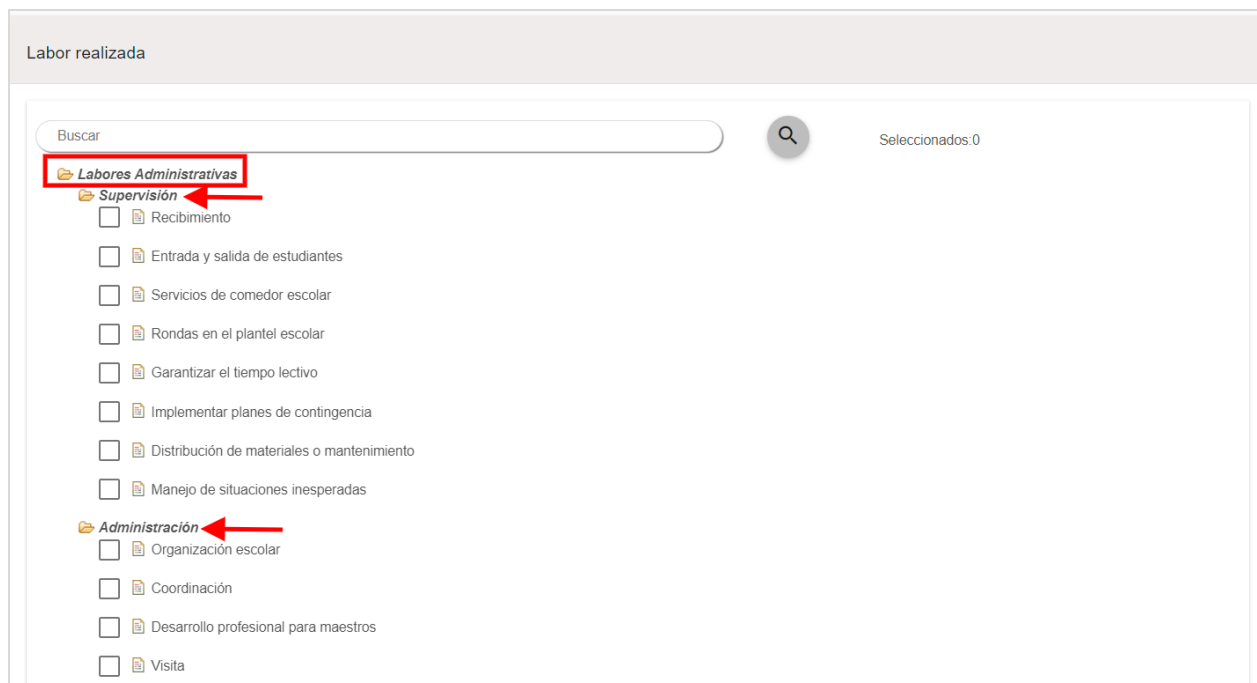 Labor realizada
Buscar
Seleccionados:0
Labores Administrativas
Supervisión
Recibimiento
Entrada y salida de estudiantes
Servicios de comedor escolar
Rondas en el plantel escolar
Garantizar el tiempo lectivo
Implementar planes de contingencia
Distribución de materiales o mantenimiento
Manejo de situaciones inesperadas
Administración
Organización escolar
Coordinación
Desarrollo profesional para maestros
Visita